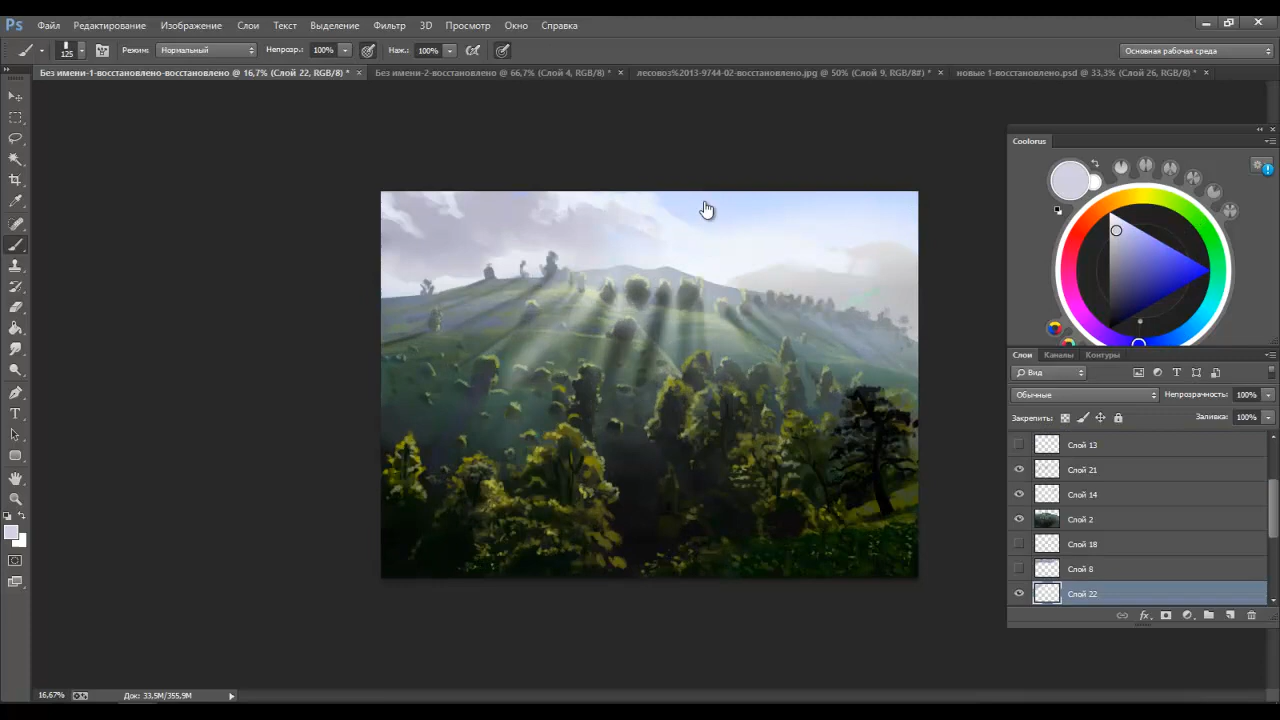 Ps Файл Редактирование Изображение Слои Текст Выделение Фильтр 3D Просмотр Окно Справка
125 Режим: Нормальный Непрозр.: 100% Наж.: 100% Основная рабочая среда
Без имени-1-восстановлено-восстановлено @ 16,7% (Слой 22, RGB/8) * × Без имени-2-восстановлено @ 66,7% (Слой 4, RGB/8) * × лесовоз%2013-9744-02-восстановлено.jpg @ 50% (Слой 9, RGB/8#) * × новые 1-восстановлено.psd @ 33,3% (Слой 26, RGB/8) * ×
Coolorus
Слои Каналы Контуры
Вид
Обычные Непрозрачность: 100%
Закрепить: Заливка: 100%
Слой 13
Слой 21
Слой 14
Слой 2
Слой 18
Слой 8
Слой 22
fx
16,67% Док: 33,5M/355,9M